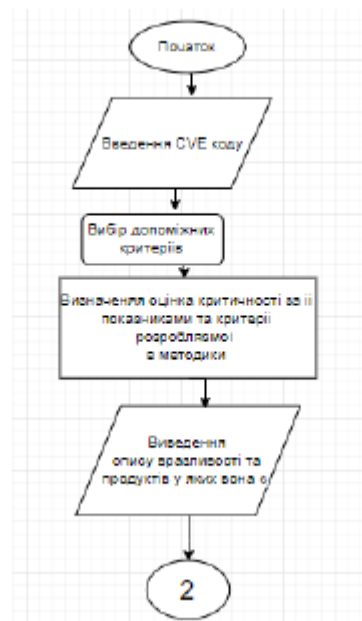 Початок
Введення CVE коду
Вибір допоміжних
критеріїв
Визначення оцінка критичності за її
показниками та критерії
розробляємої
в методики
Виведення
опису вразливості та
продуктів у яких вона є
2